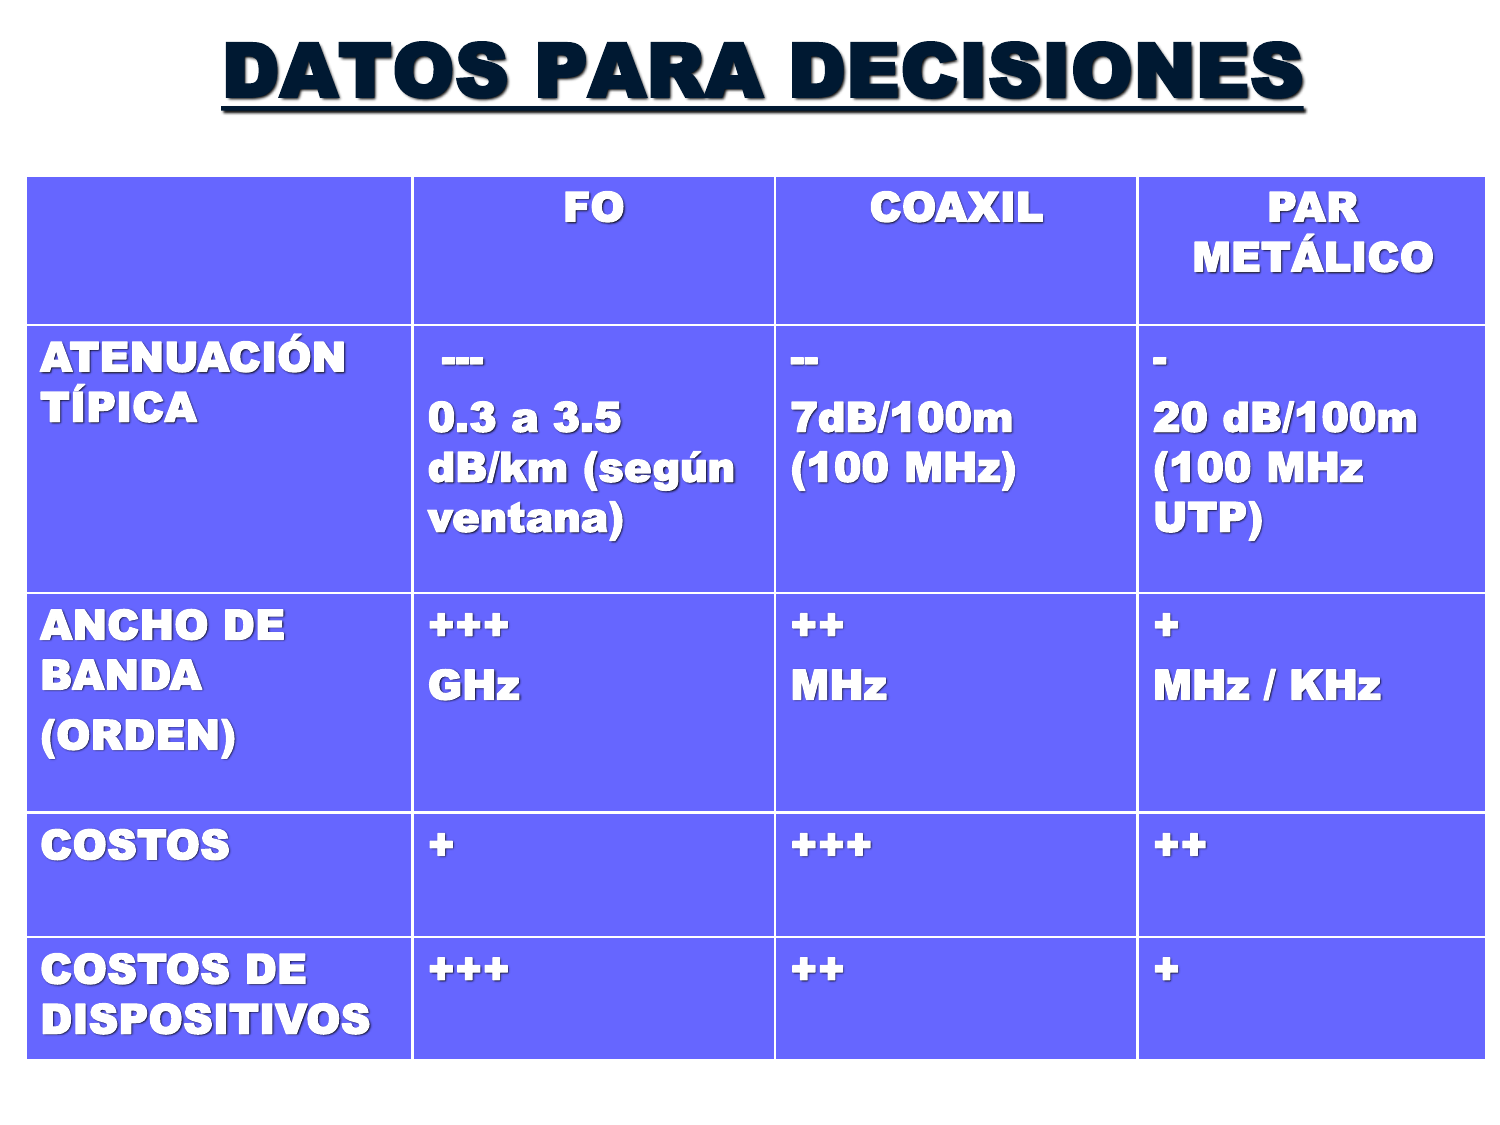 DATOS PARA DECISIONES
FO
COAXIL
PAR
METÁLICO
ATENUACIÓN
TÍPICA
---
0.3 a 3.5
dB/km (según
ventana)
--
7dB/100m
(100 MHz)
-
20 dB/100m
(100 MHz
UTP)
ANCHO DE
BANDA
(ORDEN)
+++
GHz
++
MHz
+
MHz / KHz
COSTOS
+
+++
++
COSTOS DE
DISPOSITIVOS
+++
++
+